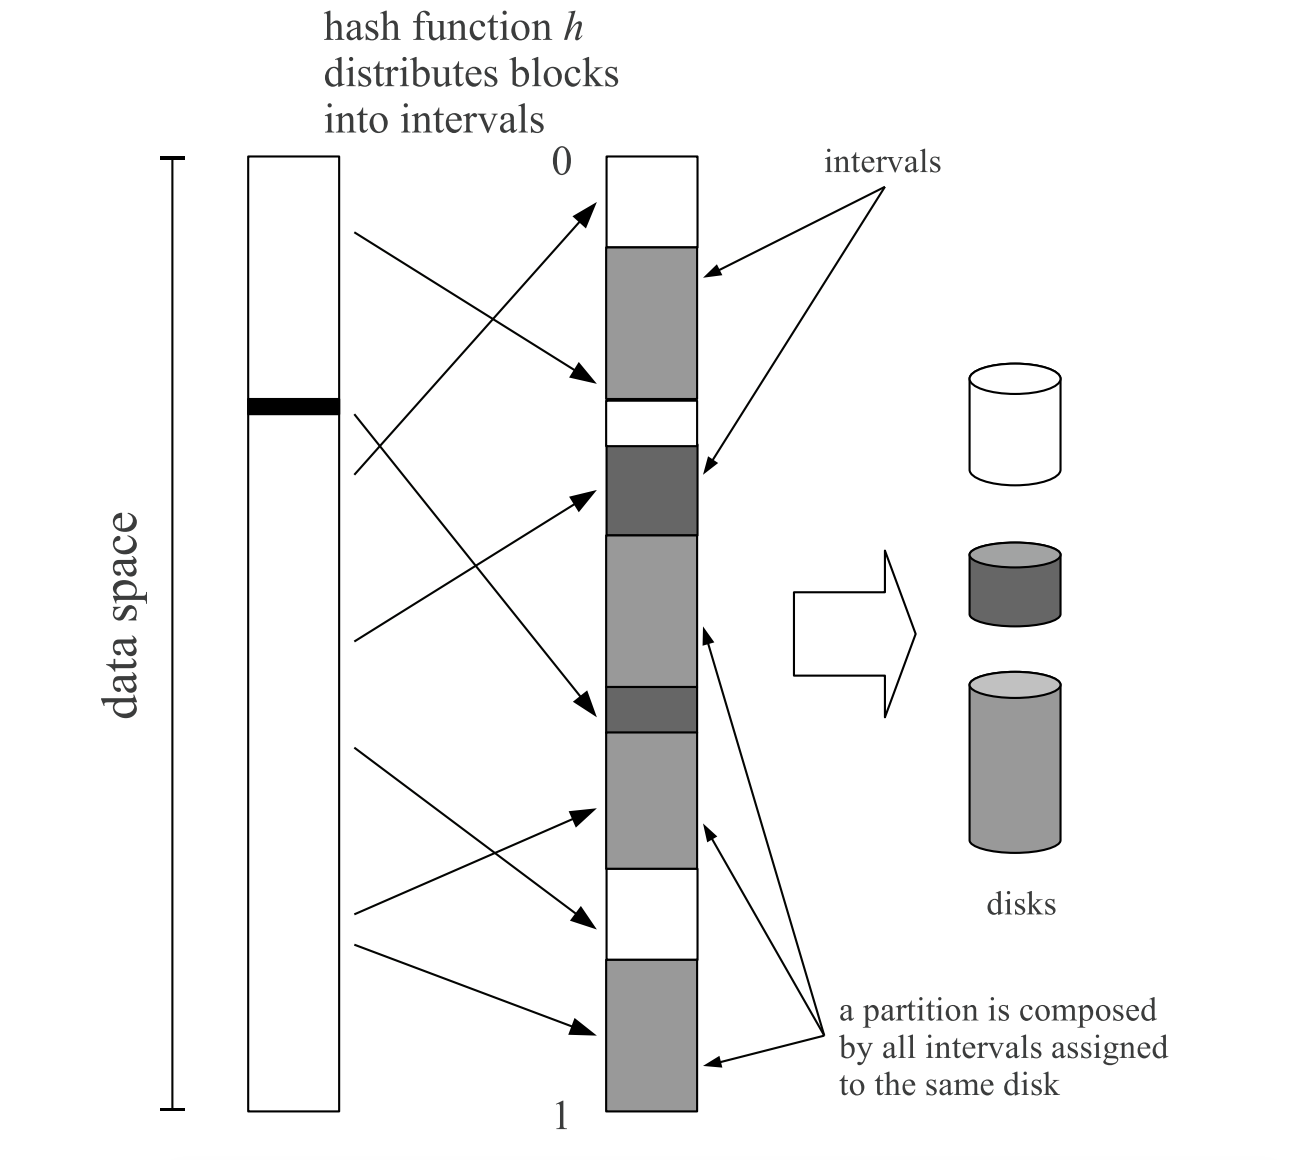 hash function h
distributes blocks
into intervals
0
intervals
data space
disks
a partition is composed
by all intervals assigned
to the same disk
1